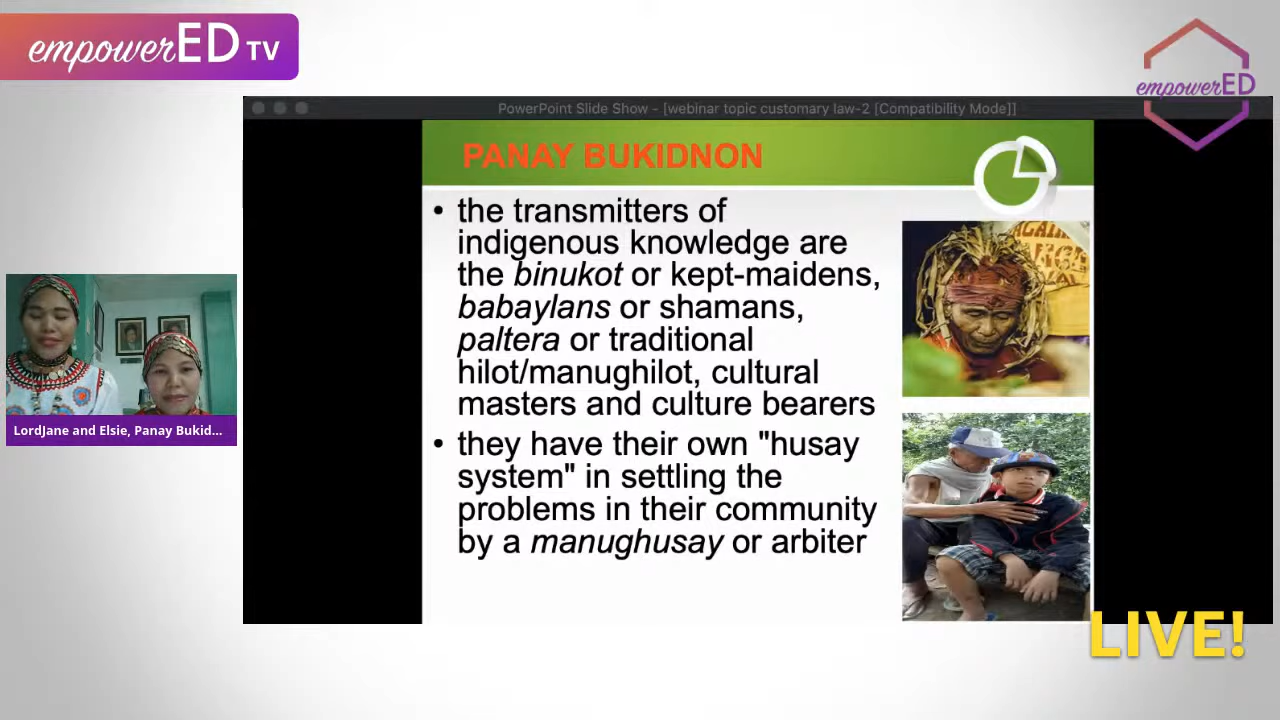 empowerED TV
empowerED
PowerPoint Slide Show - [webinar topic customary law-2 [Compatibility Mode]]
PANAY BUKIDNON
• the transmitters of
indigenous knowledge are
the binukot or kept-maidens,
babaylans or shamans,
paltera or traditional
hilot/manughilot, cultural
masters and culture bearers
• they have their own "husay
system" in settling the
problems in their community
by a manughusay or arbiter
LordJane and Elsie, Panay Bukid...
LIVE!